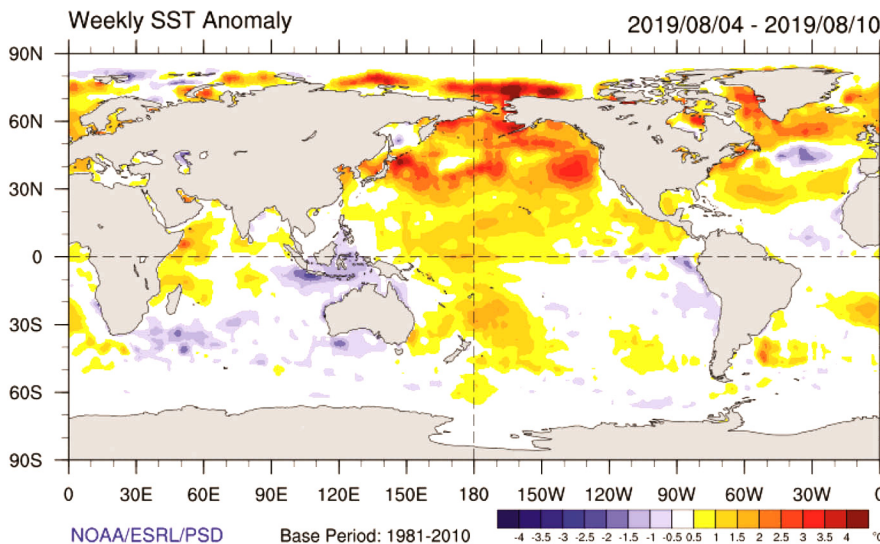 Weekly SST Anomaly 2019/08/04 - 2019/08/10
90N
60N
30N
0
30S
60S
90S
0 30E 60E 90E 120E 150E 180 150W 120W 90W 60W 30W 0
NOAA/ESRL/PSD Base Period: 1981-2010
-4 -3.5 -3 -2.5 -2 -1.5 -1 -0.5 0.5 1 1.5 2 2.5 3 3.5 4